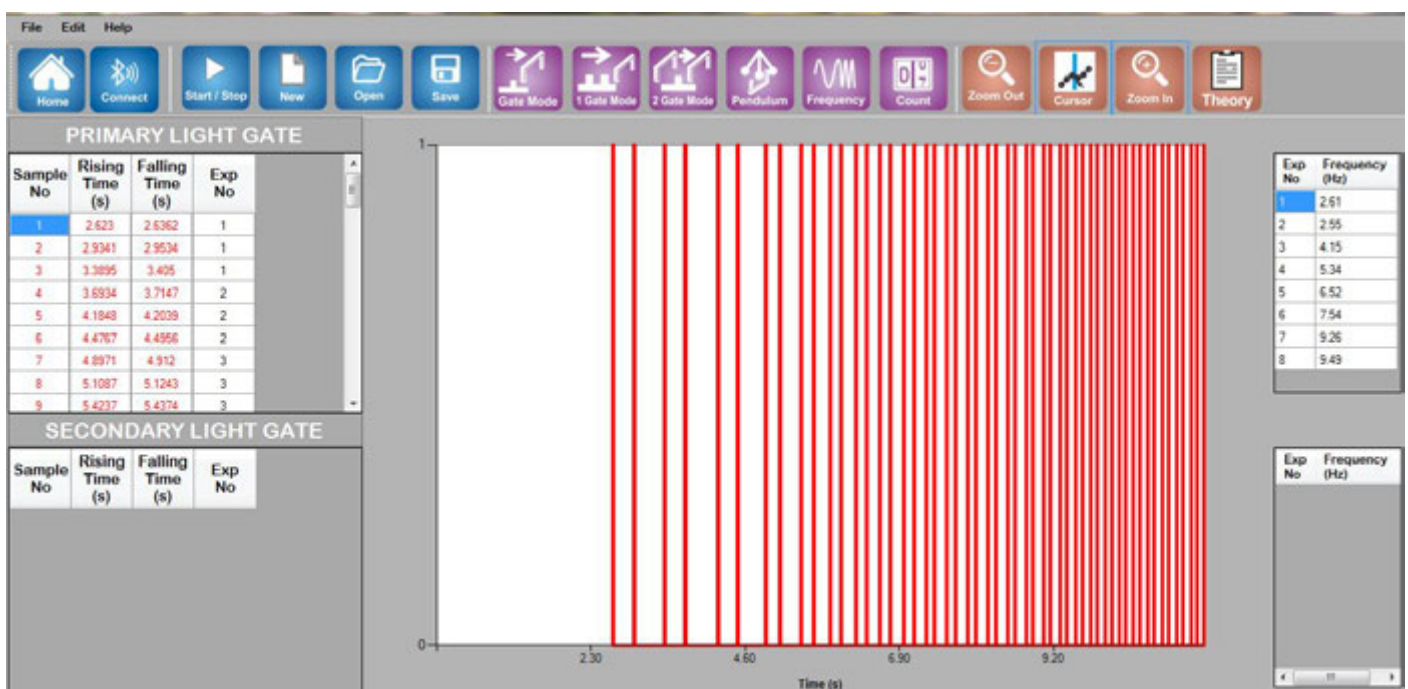 File Edit Help
Home Connect Start / Stop New Open Save Gate Mode 1 Gate Mode 2 Gate Mode Pendulum Frequency Count Zoom Out Cursor Zoom In Theory
PRIMARY LIGHT GATE
Sample No Rising Time (s) Falling Time (s) Exp No
1 2.623 2.6362 1
2 2.9341 2.9534 1
3 3.3895 3.405 1
4 3.6934 3.7147 2
5 4.1848 4.2039 2
6 4.4767 4.4956 2
7 4.8971 4.912 3
8 5.1087 5.1243 3
9 5.4237 5.4374 3
SECONDARY LIGHT GATE
Sample No Rising Time (s) Falling Time (s) Exp No
1
0
2.30 4.60 6.90 9.20
Time (s)
Exp No Frequency (Hz)
1 2.61
2 2.55
3 4.15
4 5.34
5 6.52
6 7.54
7 9.26
8 9.49
Exp No Frequency (Hz)